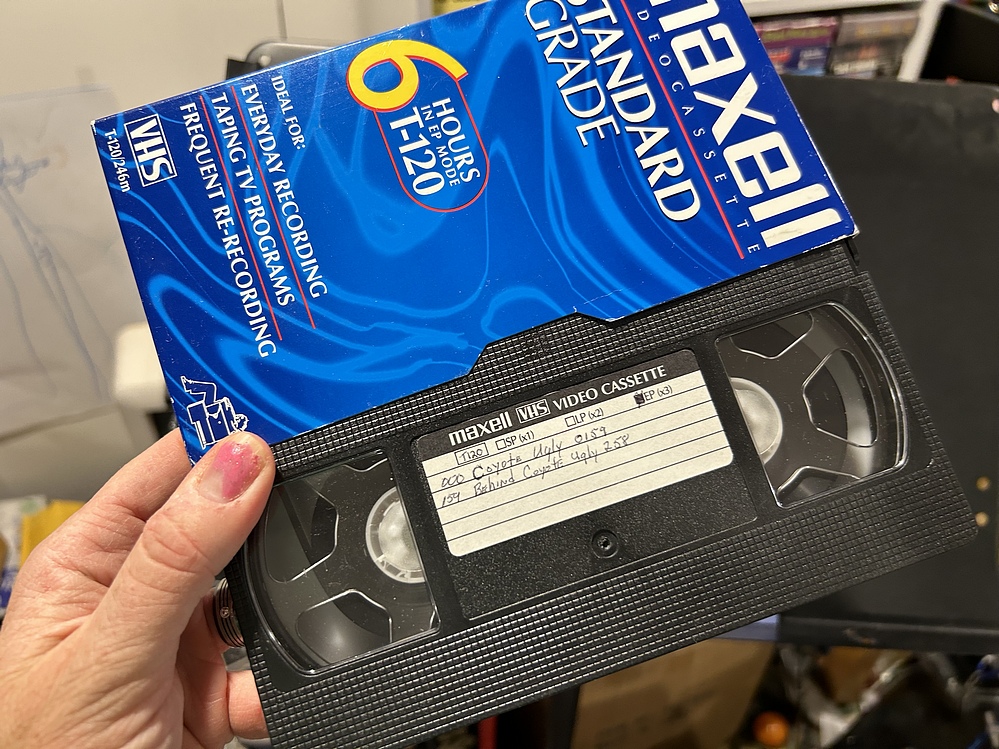 maxell
VIDEOCASSETTE
STANDARD
GRADE
6
HOURS
IN EP MODE
T-120
IDEAL FOR:
EVERYDAY RECORDING
TAPING TV PROGRAMS
FREQUENT RE-RECORDING
VHS
T-120/246m
maxell VHS VIDEO CASSETTE
T120 SP (x1) LP (x2) EP (x3)
000 Coyote Ugly 0159
159 Behind Coyote Ugly 258